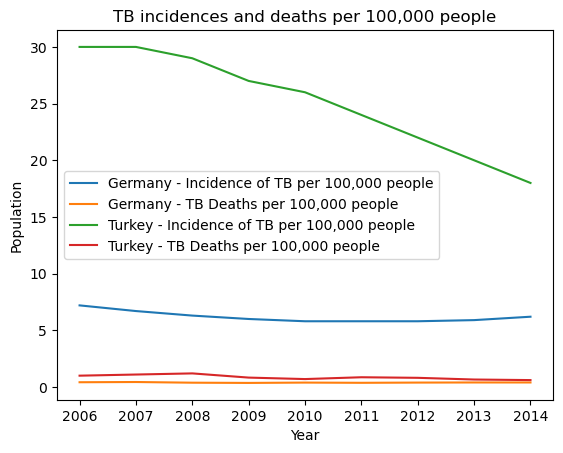 TB incidences and deaths per 100,000 people
30
25
20
15
10
5
0
Population
Germany - Incidence of TB per 100,000 people
Germany - TB Deaths per 100,000 people
Turkey - Incidence of TB per 100,000 people
Turkey - TB Deaths per 100,000 people
2006 2007 2008 2009 2010 2011 2012 2013 2014
Year